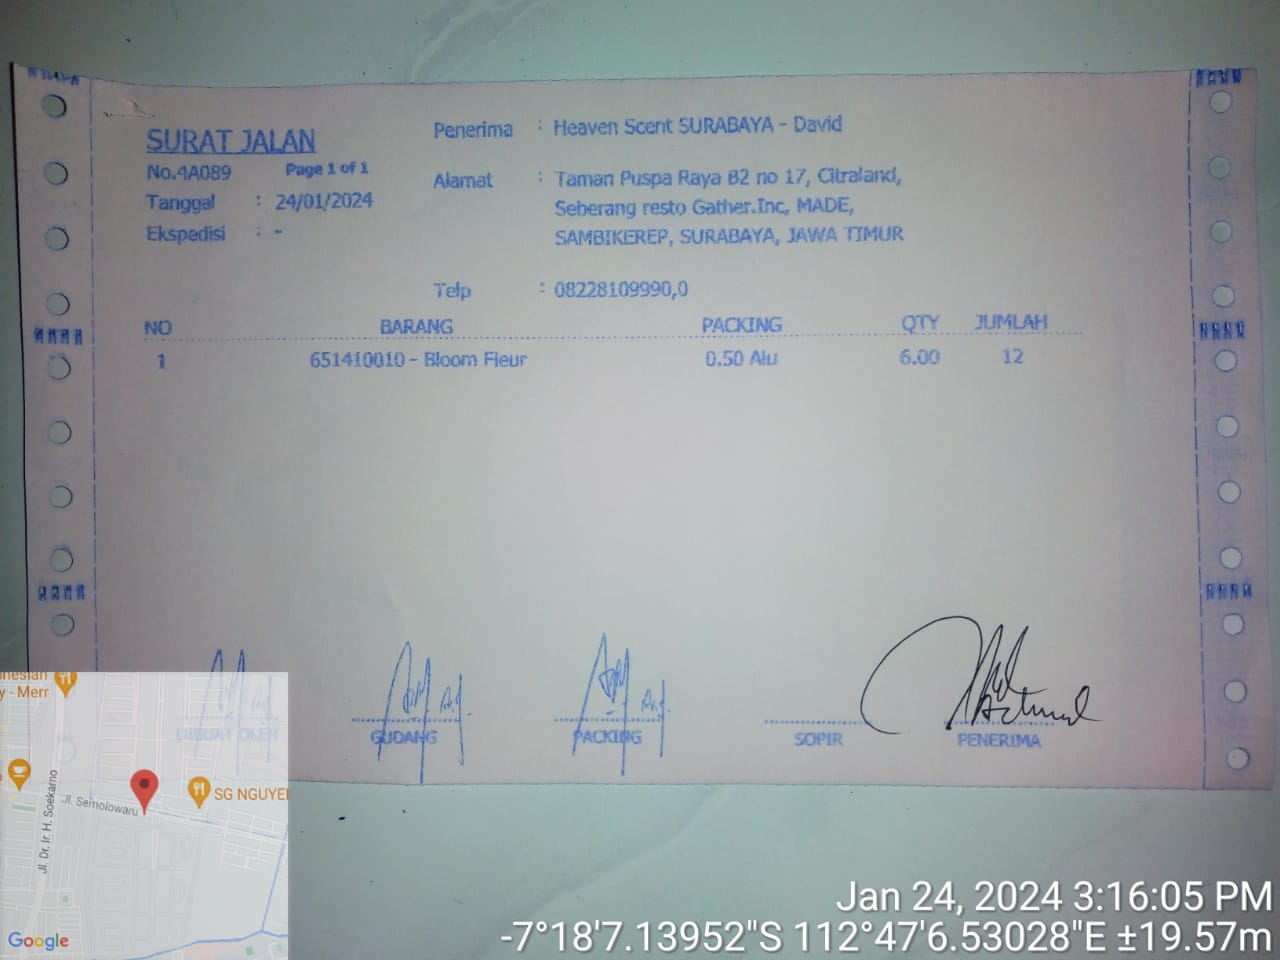 SURAT JALAN
No.4A089 Page 1 of 1
Tanggal : 24/01/2024
Ekspedisi : -
Penerima : Heaven Scent SURABAYA - David
Alamat : Taman Puspa Raya B2 no 17, Citraland,
Seberang resto Gather.Inc, MADE,
SAMBIKEREP, SURABAYA, JAWA TIMUR
Telp : 08228109990,0
NO BARANG PACKING QTY JUMLAH
1 651410010 - Bloom Fleur 0.50 Alu 6.00 12
DIBUAT OLEH GUDANG PACKING SOPIR PENERIMA
nesian
y - Merr
Jl. Dr. Ir. H. Soekarno
Jl. Semolowaru
SG NGUYEN
Google
Jan 24, 2024 3:16:05 PM
-7°18'7.13952"S 112°47'6.53028"E ±19.57m